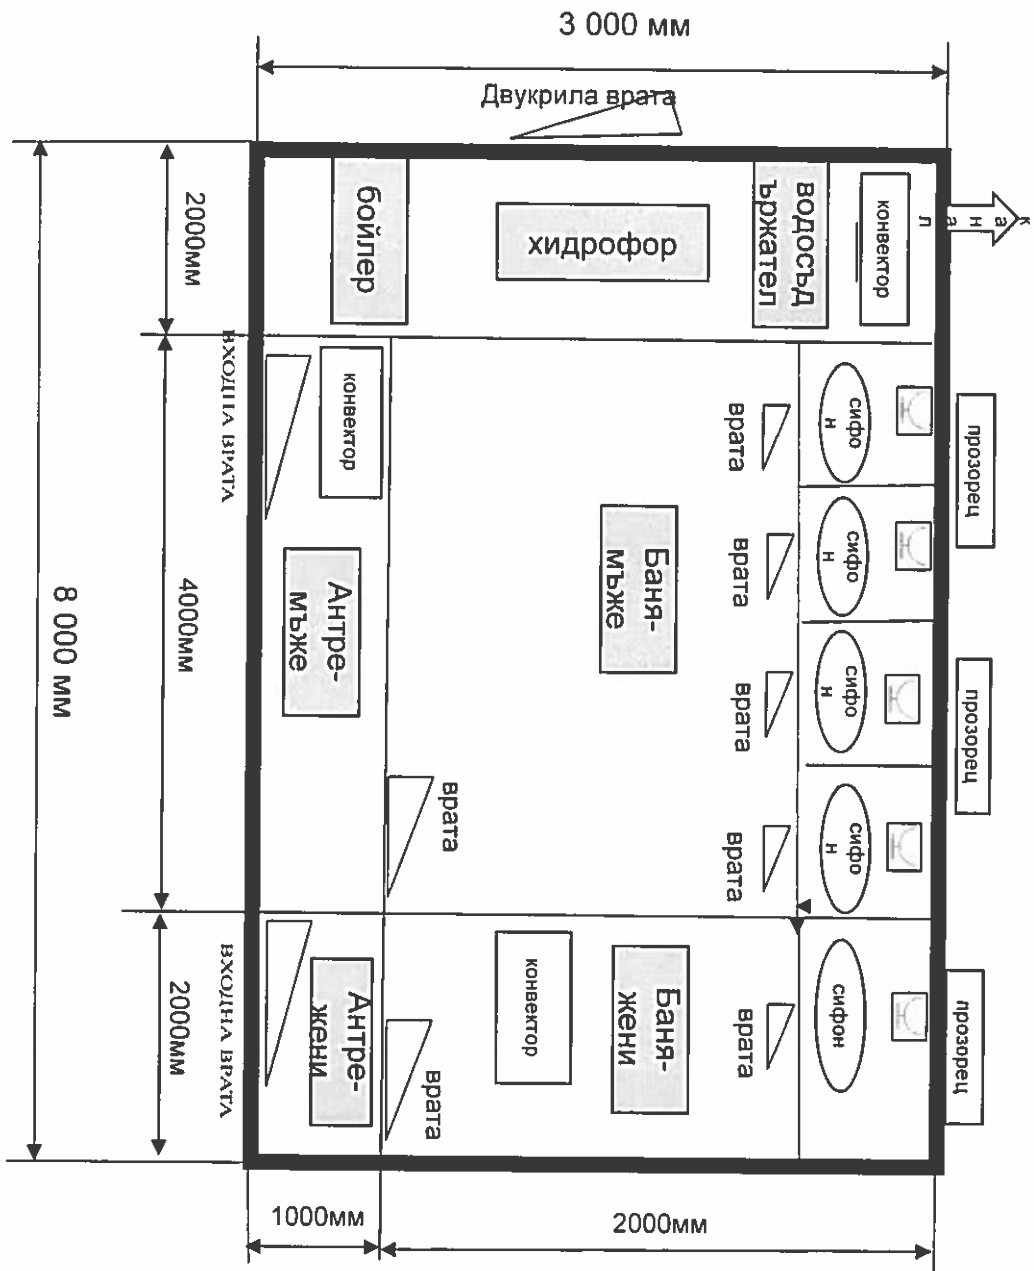 3 000 мм
Двукрила врата
2000мм
бойлер
хидрофор
водосъд
ържател
конвектор
к
а
н
а
л
ВХОДНА ВРАТА
4000мм
8 000 мм
конвектор
Антре-
мъже
врата
Баня-
мъже
врата
врата
врата
врата
сифо
н
сифо
н
сифо
н
сифо
н
прозорец
прозорец
2000мм
ВХОДНА ВРАТА
Антре-
жени
врата
конвектор
Баня-
жени
врата
сифон
прозорец
1000мм
2000мм